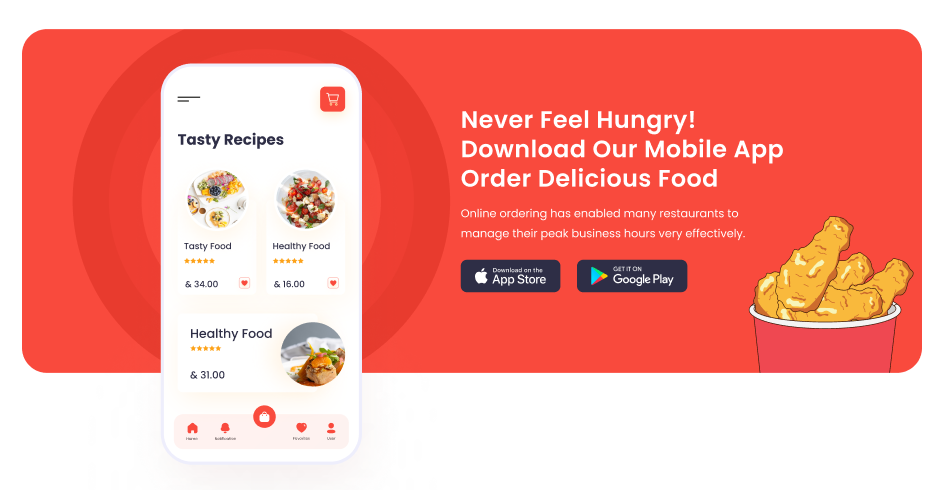 Tasty Recipes
Tasty Food
Healthy Food
& 34.00
& 16.00
Healthy Food
& 31.00
Home
Notification
Favorites
User
Never Feel Hungry!
Download Our Mobile App
Order Delicious Food
Online ordering has enabled many restaurants to
manage their peak business hours very effectively.
Download on the
App Store
GET IT ON
Google Play